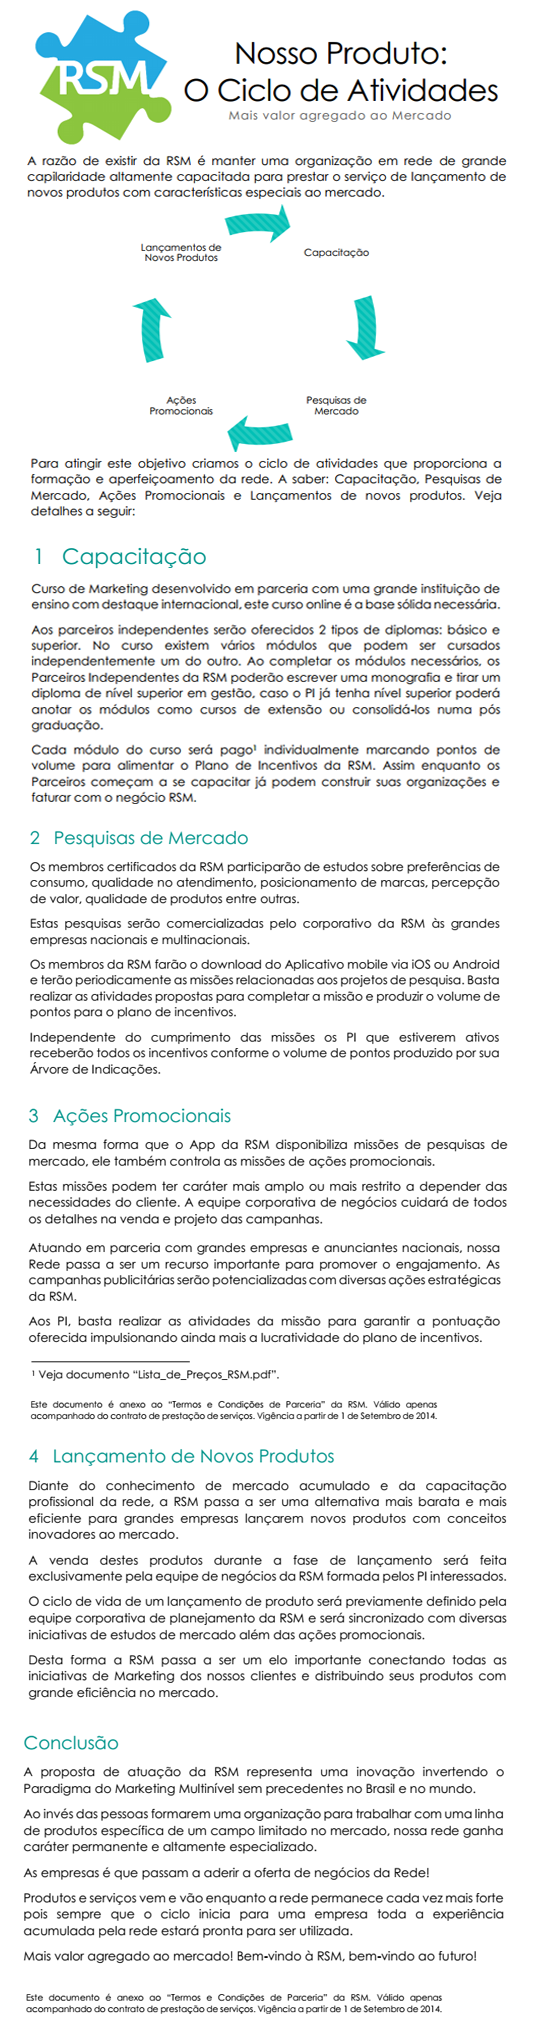 RSM
Nosso Produto:
O Ciclo de Atividades
Mais valor agregado ao Mercado
A razão de existir da RSM é manter uma organização em rede de grande
capilaridade altamente capacitada para prestar o serviço de lançamento de
novos produtos com características especiais ao mercado.
Lançamentos de
Novos Produtos
Capacitação
Ações
Promocionais
Pesquisas de
Mercado
Para atingir este objetivo criamos o ciclo de atividades que proporciona a
formação e aperfeiçoamento da rede. A saber: Capacitação, Pesquisas de
Mercado, Ações Promocionais e Lançamentos de novos produtos. Veja
detalhes a seguir:
1 Capacitação
Curso de Marketing desenvolvido em parceria com uma grande instituição de
ensino com destaque internacional, este curso online é a base sólida necessária.
Aos parceiros independentes serão oferecidos 2 tipos de diplomas: básico e
superior. No curso existem vários módulos que podem ser cursados
independentemente um do outro. Ao completar os módulos necessários, os
Parceiros Independentes da RSM poderão escrever uma monografia e tirar um
diploma de nível superior em gestão, caso o PI já tenha nível superior poderá
anotar os módulos como cursos de extensão ou consolidá-los numa pós
graduação.
Cada módulo do curso será pago¹ individualmente marcando pontos de
volume para alimentar o Plano de Incentivos da RSM. Assim enquanto os
Parceiros começam a se capacitar já podem construir suas organizações e
faturar com o negócio RSM.
2 Pesquisas de Mercado
Os membros certificados da RSM participarão de estudos sobre preferências de
consumo, qualidade no atendimento, posicionamento de marcas, percepção
de valor, qualidade de produtos entre outras.
Estas pesquisas serão comercializadas pelo corporativo da RSM às grandes
empresas nacionais e multinacionais.
Os membros da RSM farão o download do Aplicativo mobile via iOS ou Android
e terão periodicamente as missões relacionadas aos projetos de pesquisa. Basta
realizar as atividades propostas para completar a missão e produzir o volume de
pontos para o plano de incentivos.
Independente do cumprimento das missões os PI que estiverem ativos
receberão todos os incentivos conforme o volume de pontos produzido por sua
Árvore de Indicações.
3 Ações Promocionais
Da mesma forma que o App da RSM disponibiliza missões de pesquisas de
mercado, ele também controla as missões de ações promocionais.
Estas missões podem ter caráter mais amplo ou mais restrito a depender das
necessidades do cliente. A equipe corporativa de negócios cuidará de todos
os detalhes na venda e projeto das campanhas.
Atuando em parceria com grandes empresas e anunciantes nacionais, nossa
Rede passa a ser um recurso importante para promover o engajamento. As
campanhas publicitárias serão potencializadas com diversas ações estratégicas
da RSM.
Aos PI, basta realizar as atividades da missão para garantir a pontuação
oferecida impulsionando ainda mais a lucratividade do plano de incentivos.
¹ Veja documento "Lista_de_Preços_RSM.pdf".
Este documento é anexo ao "Termos e Condições de Parceria" da RSM. Válido apenas
acompanhado do contrato de prestação de serviços. Vigência a partir de 1 de Setembro de 2014.
4 Lançamento de Novos Produtos
Diante do conhecimento de mercado acumulado e da capacitação
profissional da rede, a RSM passa a ser uma alternativa mais barata e mais
eficiente para grandes empresas lançarem novos produtos com conceitos
inovadores ao mercado.
A venda destes produtos durante a fase de lançamento será feita
exclusivamente pela equipe de negócios da RSM formada pelos PI interessados.
O ciclo de vida de um lançamento de produto será previamente definido pela
equipe corporativa de planejamento da RSM e será sincronizado com diversas
iniciativas de estudos de mercado além das ações promocionais.
Desta forma a RSM passa a ser um elo importante conectando todas as
iniciativas de Marketing dos nossos clientes e distribuindo seus produtos com
grande eficiência no mercado.
Conclusão
A proposta de atuação da RSM representa uma inovação invertendo o
Paradigma do Marketing Multinível sem precedentes no Brasil e no mundo.
Ao invés das pessoas formarem uma organização para trabalhar com uma linha
de produtos específica de um campo limitado no mercado, nossa rede ganha
caráter permanente e altamente especializado.
As empresas é que passam a aderir a oferta de negócios da Rede!
Produtos e serviços vem e vão enquanto a rede permanece cada vez mais forte
pois sempre que o ciclo inicia para uma empresa toda a experiência
acumulada pela rede estará pronta para ser utilizada.
Mais valor agregado ao mercado! Bem-vindo à RSM, bem-vindo ao futuro!
Este documento é anexo ao "Termos e Condições de Parceria" da RSM. Válido apenas
acompanhado do contrato de prestação de serviços. Vigência a partir de 1 de Setembro de 2014.